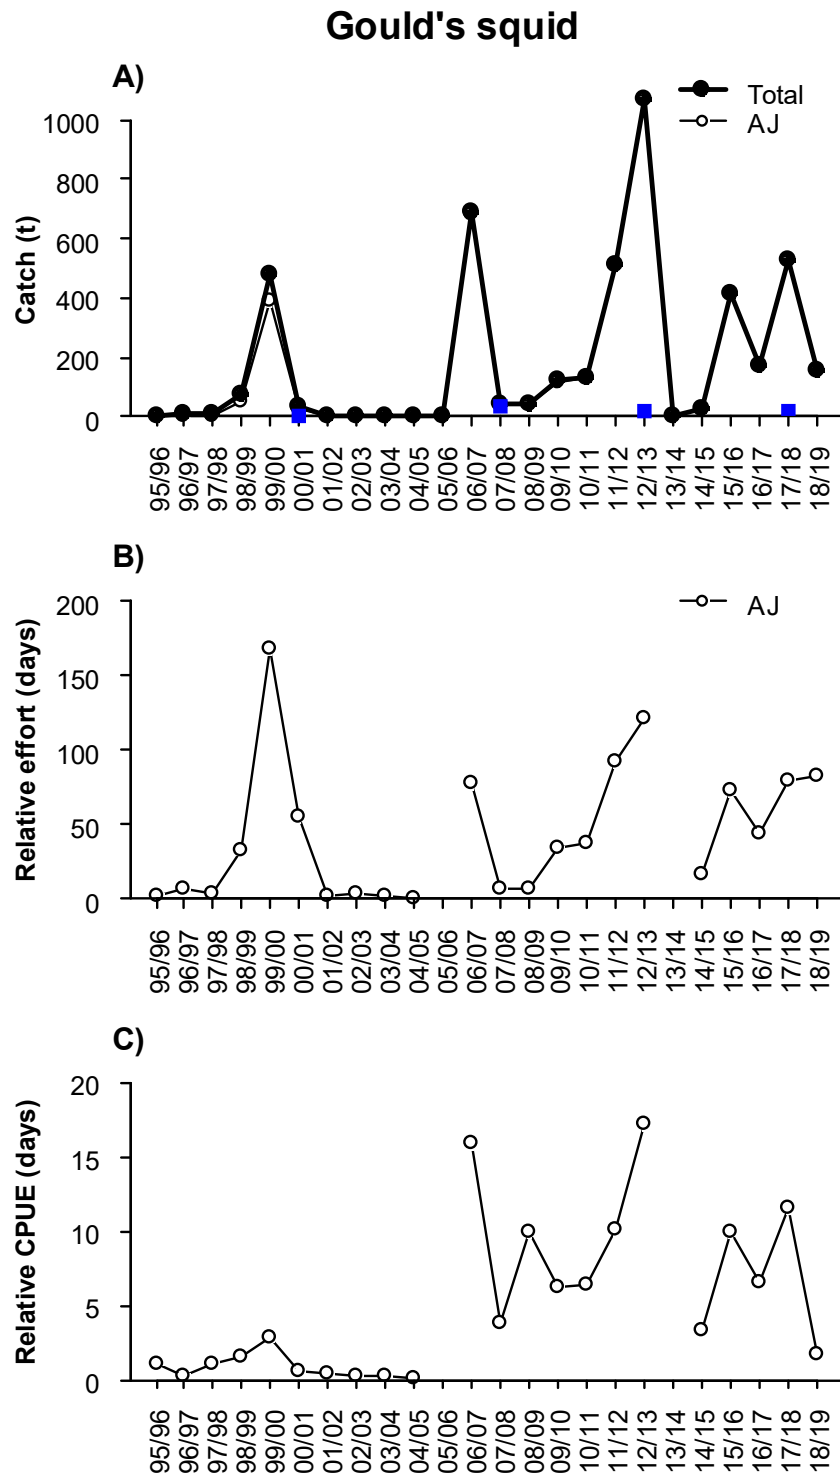 Gould's squid
A)
Total
AJ
Catch (t)
1000
800
600
400
200
0
95/96 96/97 97/98 98/99 99/00 00/01 01/02 02/03 03/04 04/05 05/06 06/07 07/08 08/09 09/10 10/11 11/12 12/13 13/14 14/15 15/16 16/17 17/18 18/19
B)
AJ
Relative effort (days)
200
150
100
50
0
95/96 96/97 97/98 98/99 99/00 00/01 01/02 02/03 03/04 04/05 05/06 06/07 07/08 08/09 09/10 10/11 11/12 12/13 13/14 14/15 15/16 16/17 17/18 18/19
C)
Relative CPUE (days)
20
15
10
5
0
95/96 96/97 97/98 98/99 99/00 00/01 01/02 02/03 03/04 04/05 05/06 06/07 07/08 08/09 09/10 10/11 11/12 12/13 13/14 14/15 15/16 16/17 17/18 18/19